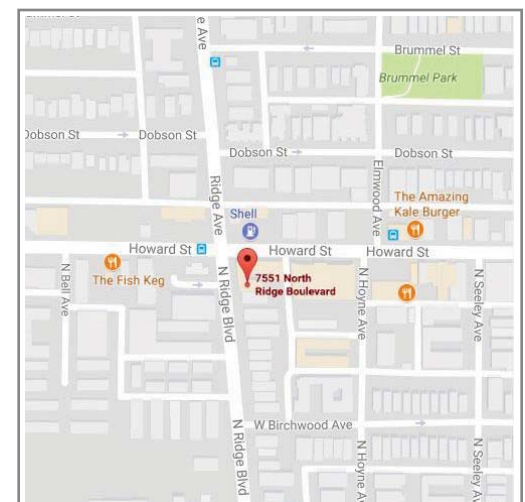 e Ave
Brummel St
Brummel Park
Dobson St
Dobson St
Dobson St
Dobson St
Ridge Ave
Elmwood Ave
The Amazing
Kale Burger
Shell
Howard St
Howard St
Howard St
The Fish Keg
7551 North
Ridge Boulevard
N Bell Ave
N Ridge Blvd
N Hoyne Ave
N Seeley Ave
W Birchwood Ave
N Ridge Blvd
N Hoyne A
N Seeley A